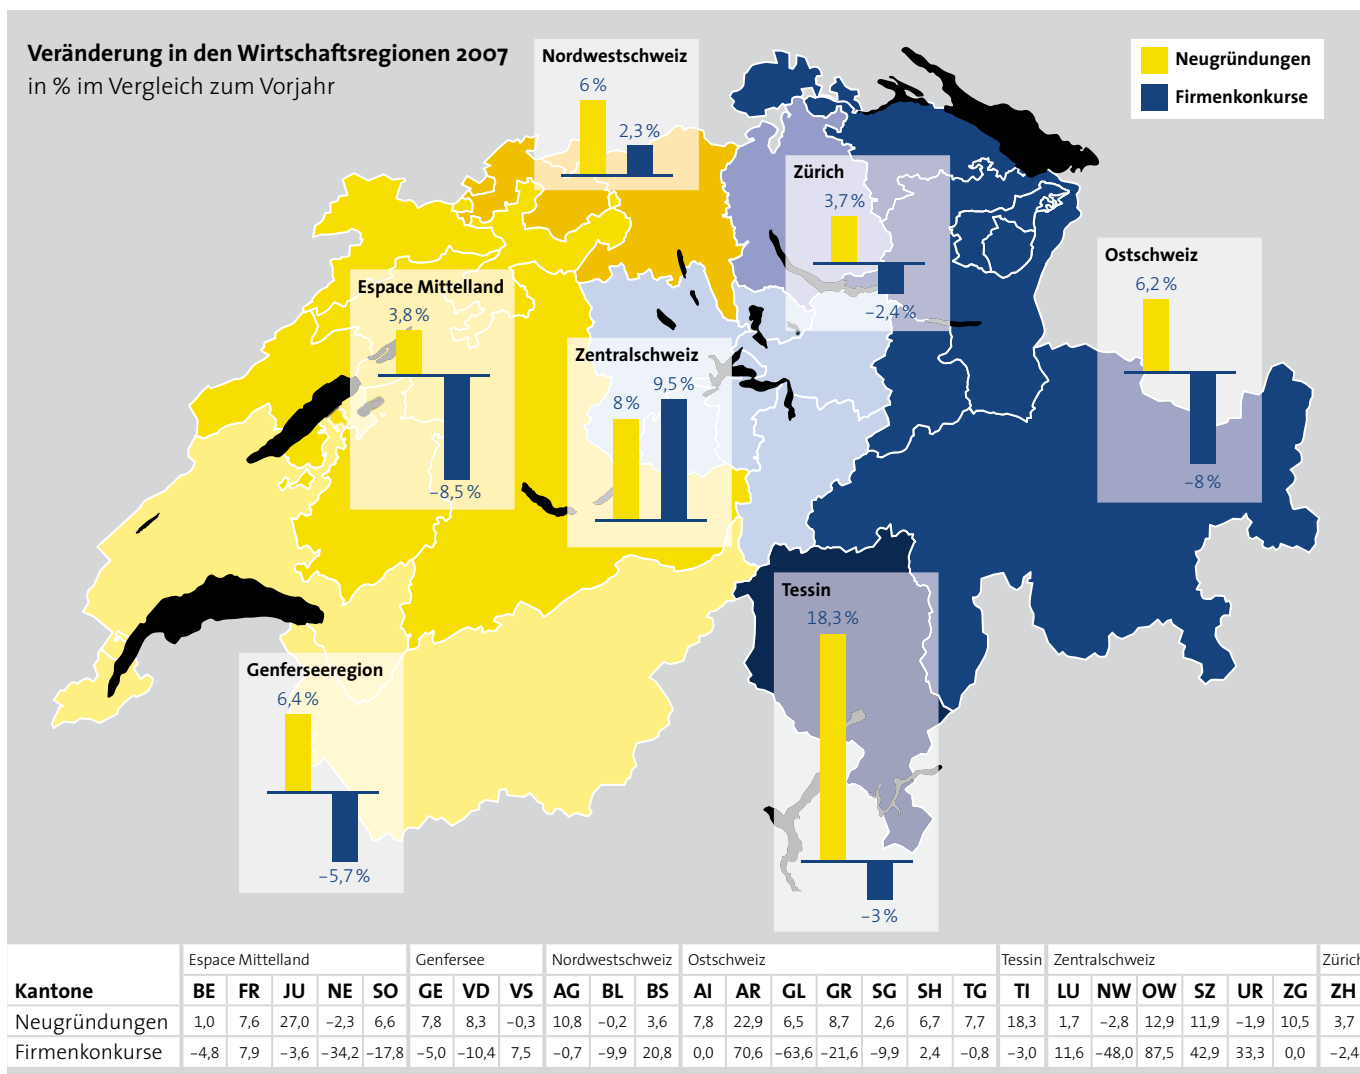 Veränderung in den Wirtschaftsregionen 2007
in % im Vergleich zum Vorjahr
Neugründungen
Firmenkonkurse
Nordwestschweiz
6 %
2,3 %
Zürich
3,7 %
–2,4 %
Ostschweiz
6,2 %
–8 %
Espace Mittelland
3,8 %
–8,5 %
Zentralschweiz
8 %
9,5 %
Tessin
18,3 %
–3 %
Genferseeregion
6,4 %
–5,7 %
Espace Mittelland Genfersee Nordwestschweiz Ostschweiz Tessin Zentralschweiz Zürich
Kantone BE FR JU NE SO GE VD VS AG BL BS AI AR GL GR SG SH TG TI LU NW OW SZ UR ZG ZH
Neugründungen 1,0 7,6 27,0 –2,3 6,6 7,8 8,3 –0,3 10,8 –0,2 3,6 7,8 22,9 6,5 8,7 2,6 6,7 7,7 18,3 1,7 –2,8 12,9 11,9 –1,9 10,5 3,7
Firmenkonkurse –4,8 7,9 –3,6 –34,2 –17,8 –5,0 –10,4 7,5 –0,7 –9,9 20,8 0,0 70,6 –63,6 –21,6 –9,9 2,4 –0,8 –3,0 11,6 –48,0 87,5 42,9 33,3 0,0 –2,4